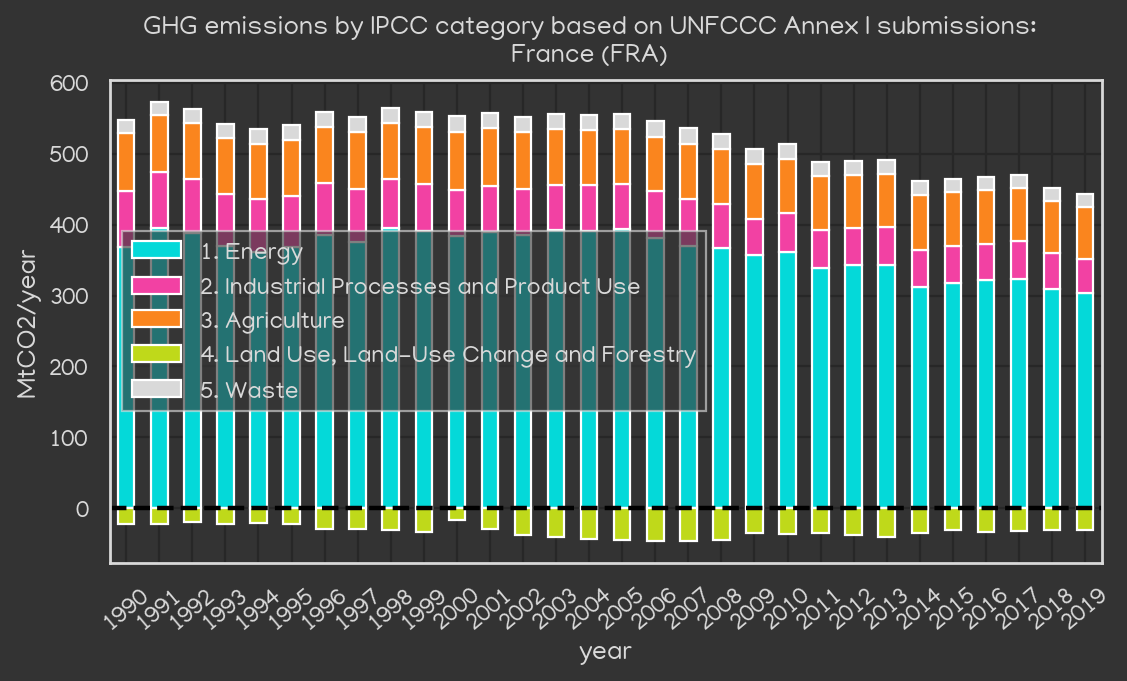 GHG emissions by IPCC category based on UNFCCC Annex I submissions:
France (FRA)
MtCO2/year
600
500
400
300
200
100
0
1. Energy
2. Industrial Processes and Product Use
3. Agriculture
4. Land Use, Land-Use Change and Forestry
5. Waste
1990 1991 1992 1993 1994 1995 1996 1997 1998 1999 2000 2001 2002 2003 2004 2005 2006 2007 2008 2009 2010 2011 2012 2013 2014 2015 2016 2017 2018 2019
year